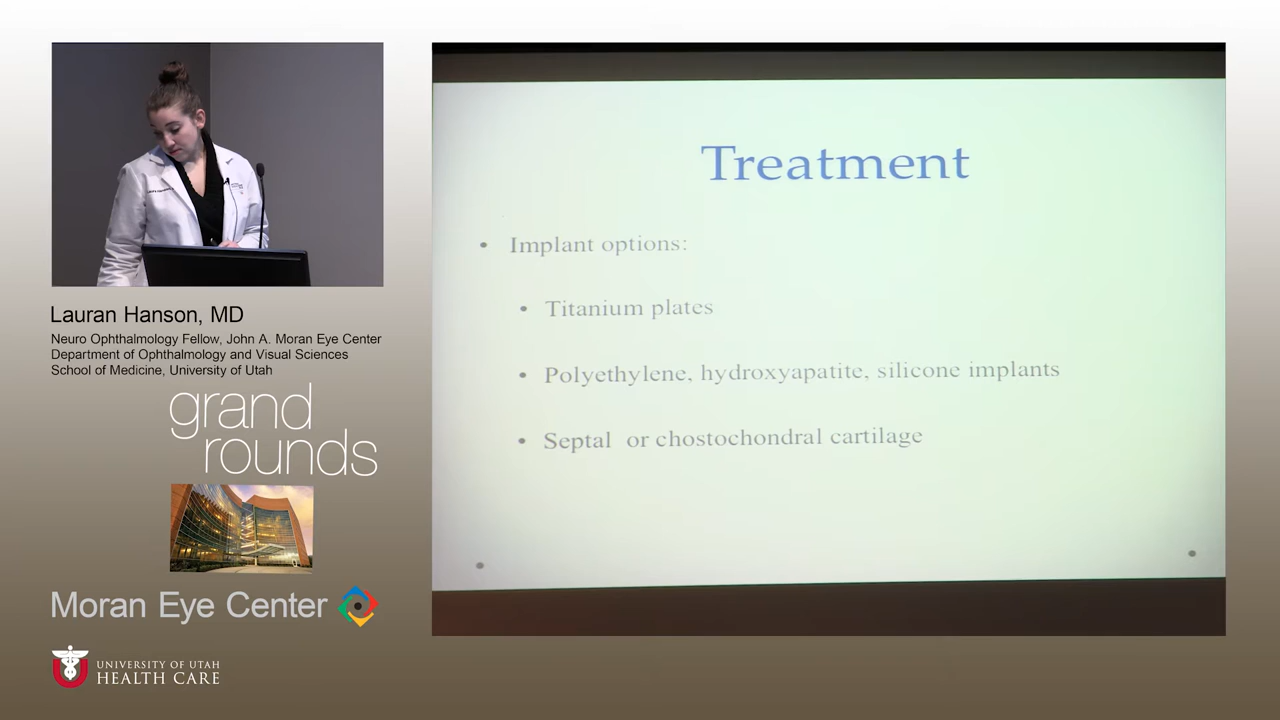 Lauran Hanson, MD
Neuro Ophthalmology Fellow, John A. Moran Eye Center
Department of Ophthalmology and Visual Sciences
School of Medicine, University of Utah
grand
rounds
Moran Eye Center
UNIVERSITY OF UTAH
HEALTH CARE
Treatment
• Implant options:
• Titanium plates
• Polyethylene, hydroxyapatite, silicone implants
• Septal or chostochondral cartilage